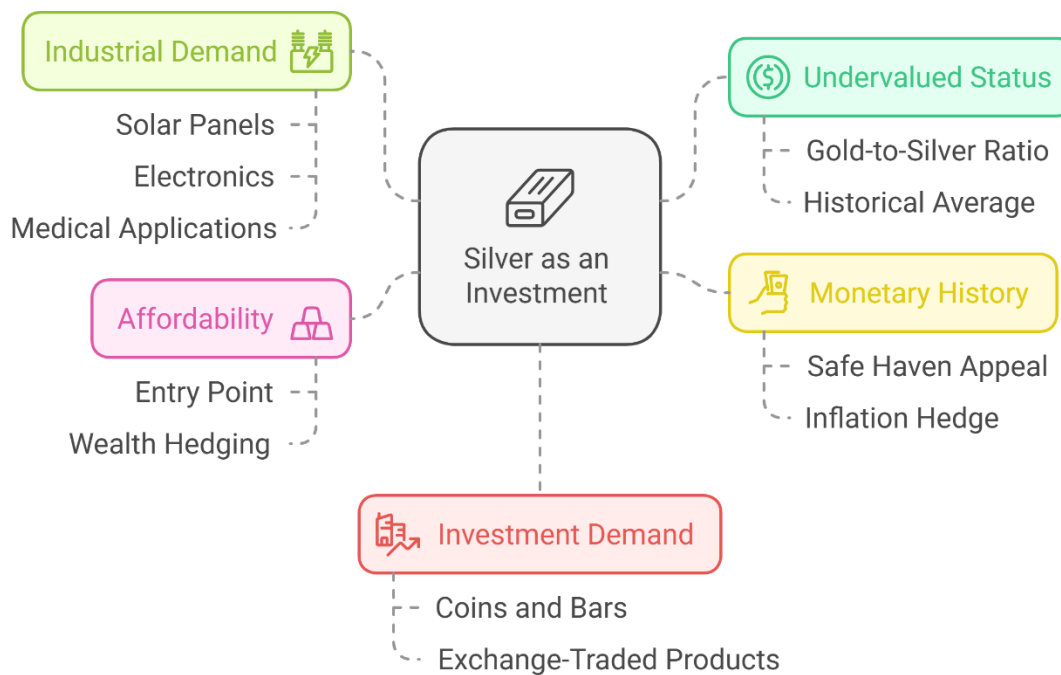 Industrial Demand
Solar Panels
Electronics
Medical Applications
Affordability
Entry Point
Wealth Hedging
Silver as an
Investment
Undervalued Status
Gold-to-Silver Ratio
Historical Average
Monetary History
Safe Haven Appeal
Inflation Hedge
Investment Demand
Coins and Bars
Exchange-Traded Products